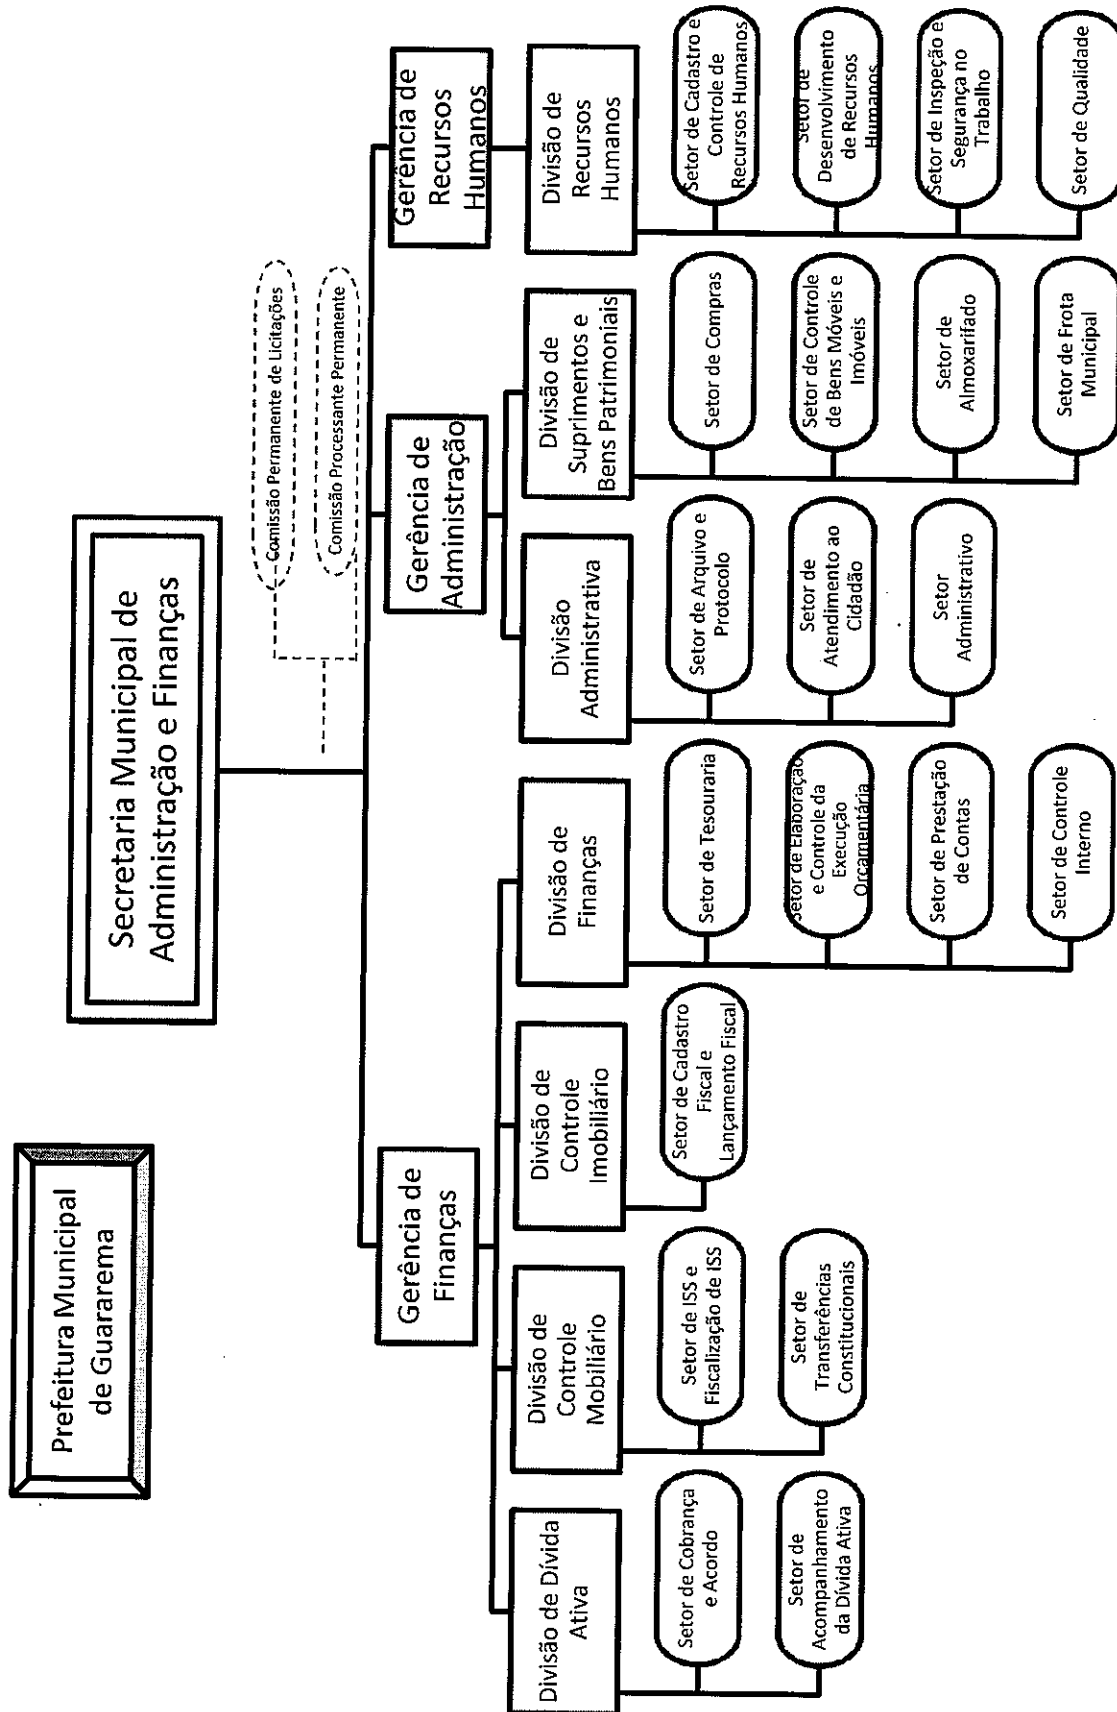 Prefeitura Municipal
de Guararema
Secretaria Municipal de
Administração e Finanças
Comissão Permanente de Licitações
Comissão Processante Permanente
Gerência de
Finanças
Gerência de
Administração
Gerência de
Recursos
Humanos
Divisão de Dívida
Ativa
Divisão de
Controle
Mobiliário
Divisão de
Controle
Imobiliário
Divisão de
Finanças
Divisão
Administrativa
Divisão de
Suprimentos e
Bens Patrimoniais
Divisão de
Recursos
Humanos
Setor de Cobrança
e Acordo
Setor de
Acompanhamento
da Dívida Ativa
Setor de ISS e
Fiscalização de ISS
Setor de
Transferências
Constitucionais
Setor de Cadastro
Fiscal e
Lançamento Fiscal
Setor de Tesouraria
Setor de Elaboração
e Controle da
Execução
Orçamentária
Setor de Prestação
de Contas
Setor de Controle
Interno
Setor de Arquivo e
Protocolo
Setor de
Atendimento ao
Cidadão
Setor
Administrativo
Setor de Compras
Setor de Controle
de Bens Móveis e
Imóveis
Setor de
Almoxarifado
Setor de Frota
Municipal
Setor de Cadastro e
Controle de
Recursos Humanos
Setor de
Desenvolvimento
de Recursos
Humanos
Setor de Inspeção e
Segurança no
Trabalho
Setor de Qualidade